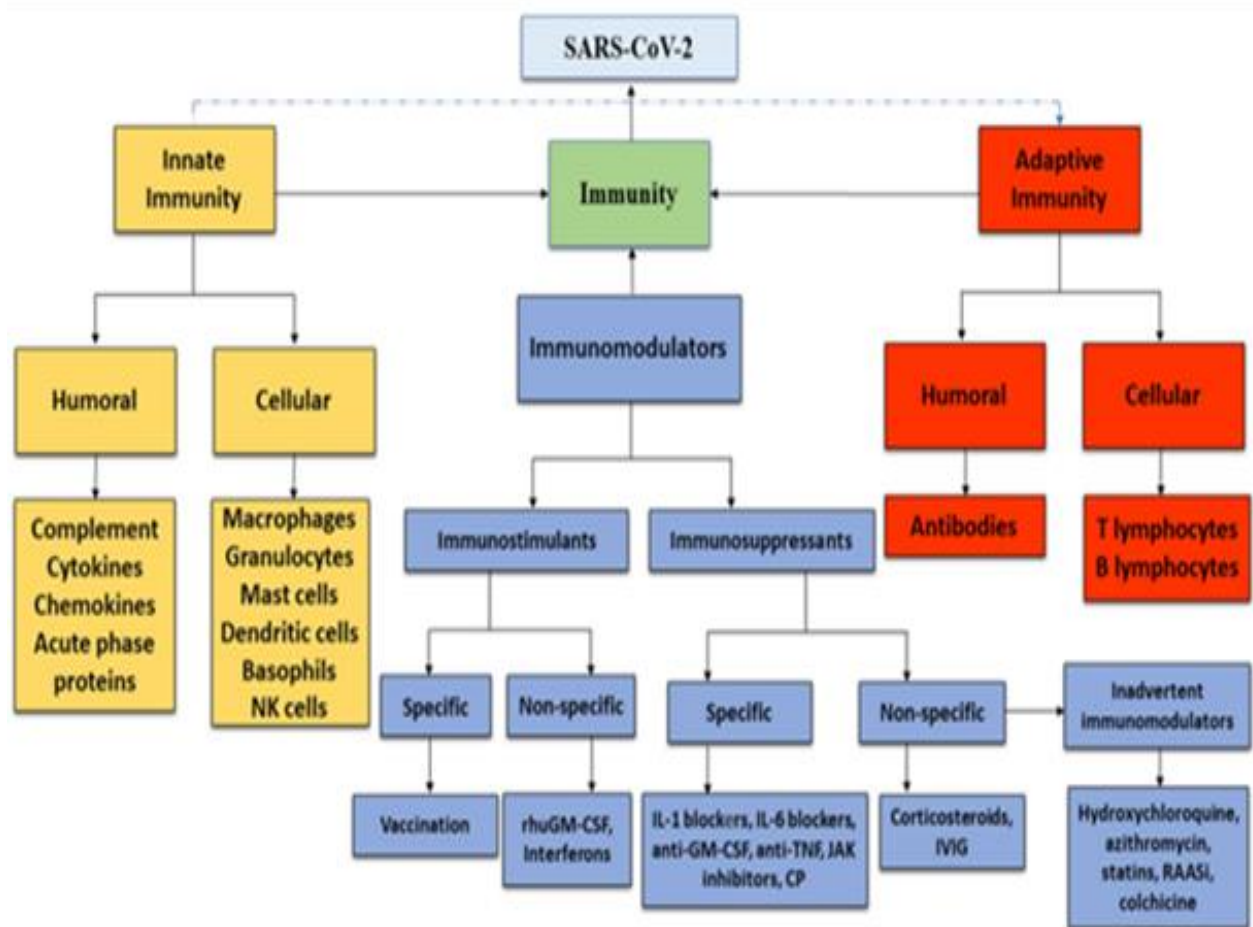 SARS-CoV-2
Innate
Immunity
Immunity
Adaptive
Immunity
Immunomodulators
Humoral
Cellular
Humoral
Cellular
Complement
Cytokines
Chemokines
Acute phase
proteins
Macrophages
Granulocytes
Mast cells
Dendritic cells
Basophils
NK cells
Immunostimulants
Immunosuppressants
Antibodies
T lymphocytes
B lymphocytes
Specific
Non-specific
Specific
Non-specific
Inadvertent
immunomodulators
Vaccination
rhuGM-CSF,
Interferons
IL-1 blockers, IL-6 blockers,
anti-GM-CSF, anti-TNF, JAK
inhibitors, CP
Corticosteroids,
IVIG
Hydroxychloroquine,
azithromycin,
statins, RAASi,
colchicine